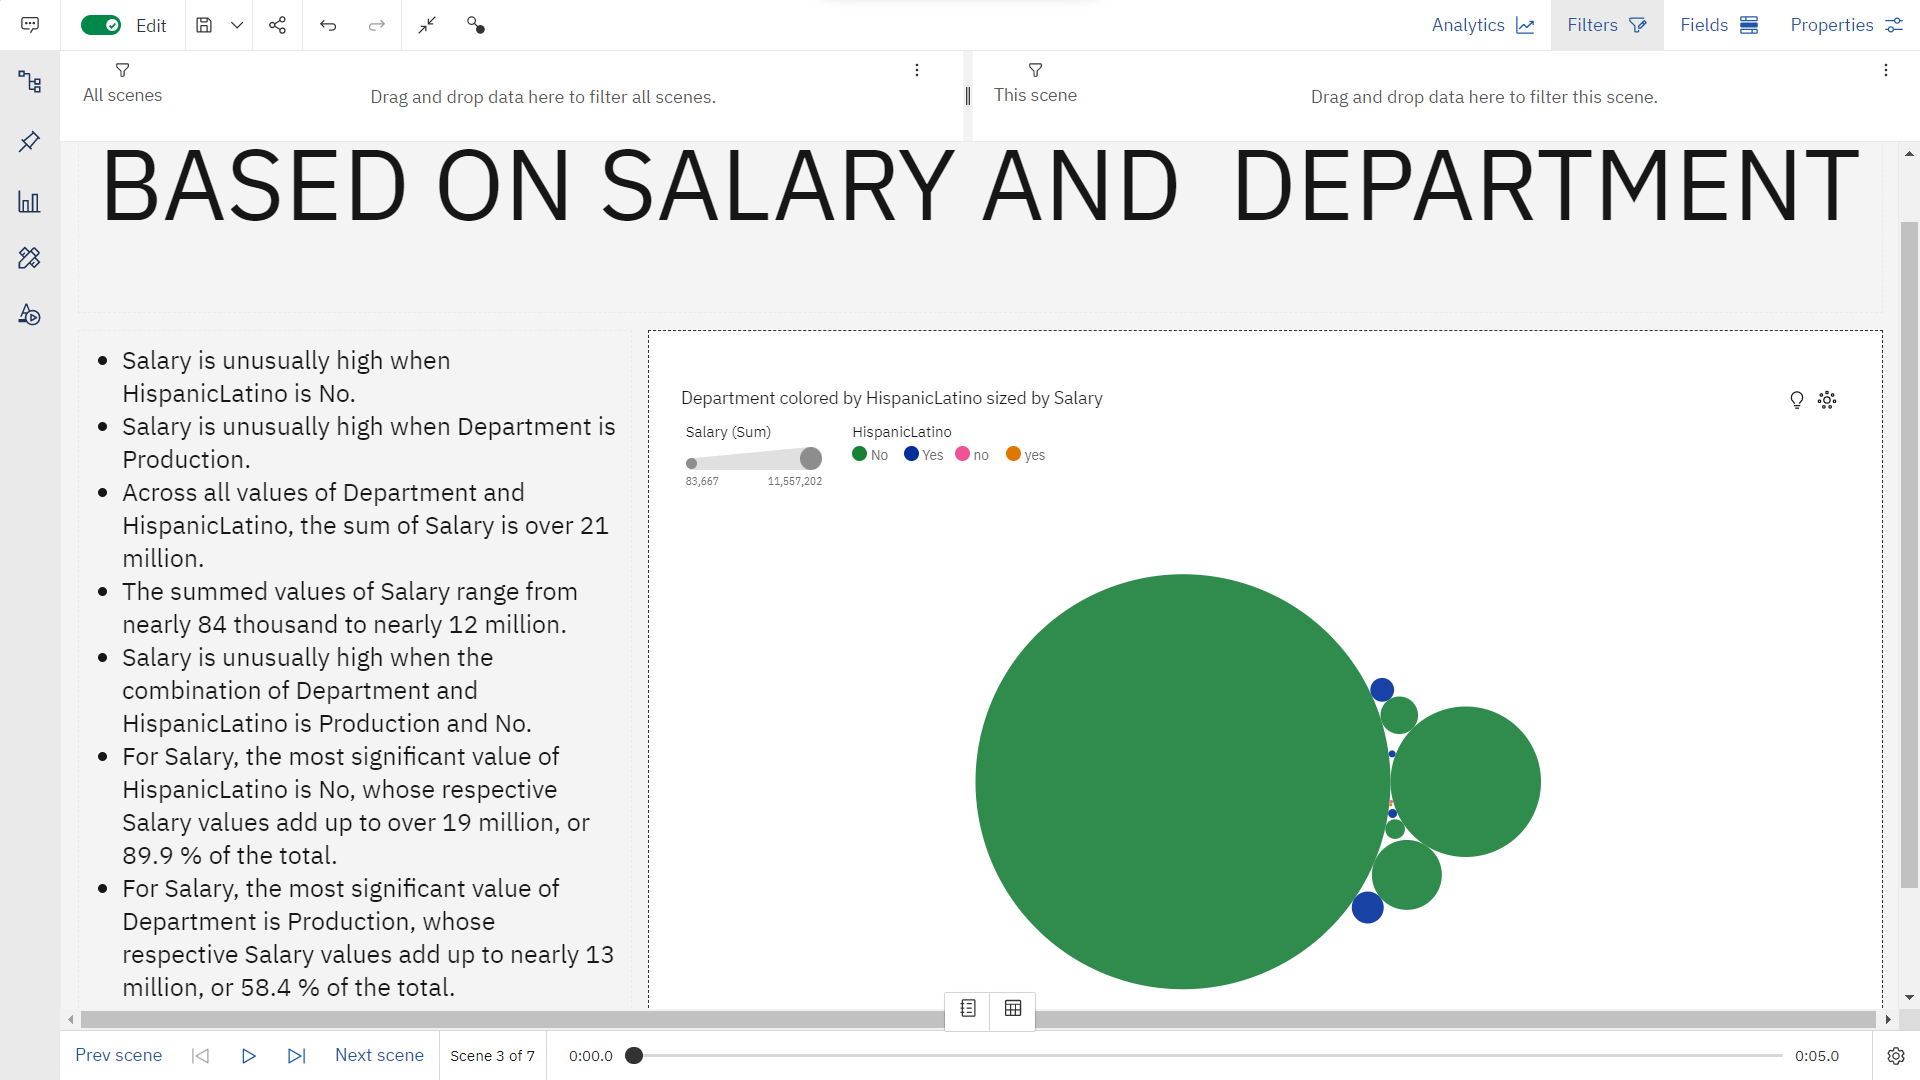 Edit
Analytics
Filters
Fields
Properties
All scenes
Drag and drop data here to filter all scenes.
This scene
Drag and drop data here to filter this scene.
BASED ON SALARY AND DEPARTMENT
Salary is unusually high when
HispanicLatino is No.
Salary is unusually high when Department is
Production.
Across all values of Department and
HispanicLatino, the sum of Salary is over 21
million.
The summed values of Salary range from
nearly 84 thousand to nearly 12 million.
Salary is unusually high when the
combination of Department and
HispanicLatino is Production and No.
For Salary, the most significant value of
HispanicLatino is No, whose respective
Salary values add up to over 19 million, or
89.9 % of the total.
For Salary, the most significant value of
Department is Production, whose
respective Salary values add up to nearly 13
million, or 58.4 % of the total.
Department colored by HispanicLatino sized by Salary
Salary (Sum)
83,667
11,557,202
HispanicLatino
No
Yes
no
yes
Prev scene
Next scene
Scene 3 of 7
0:00.0
0:05.0